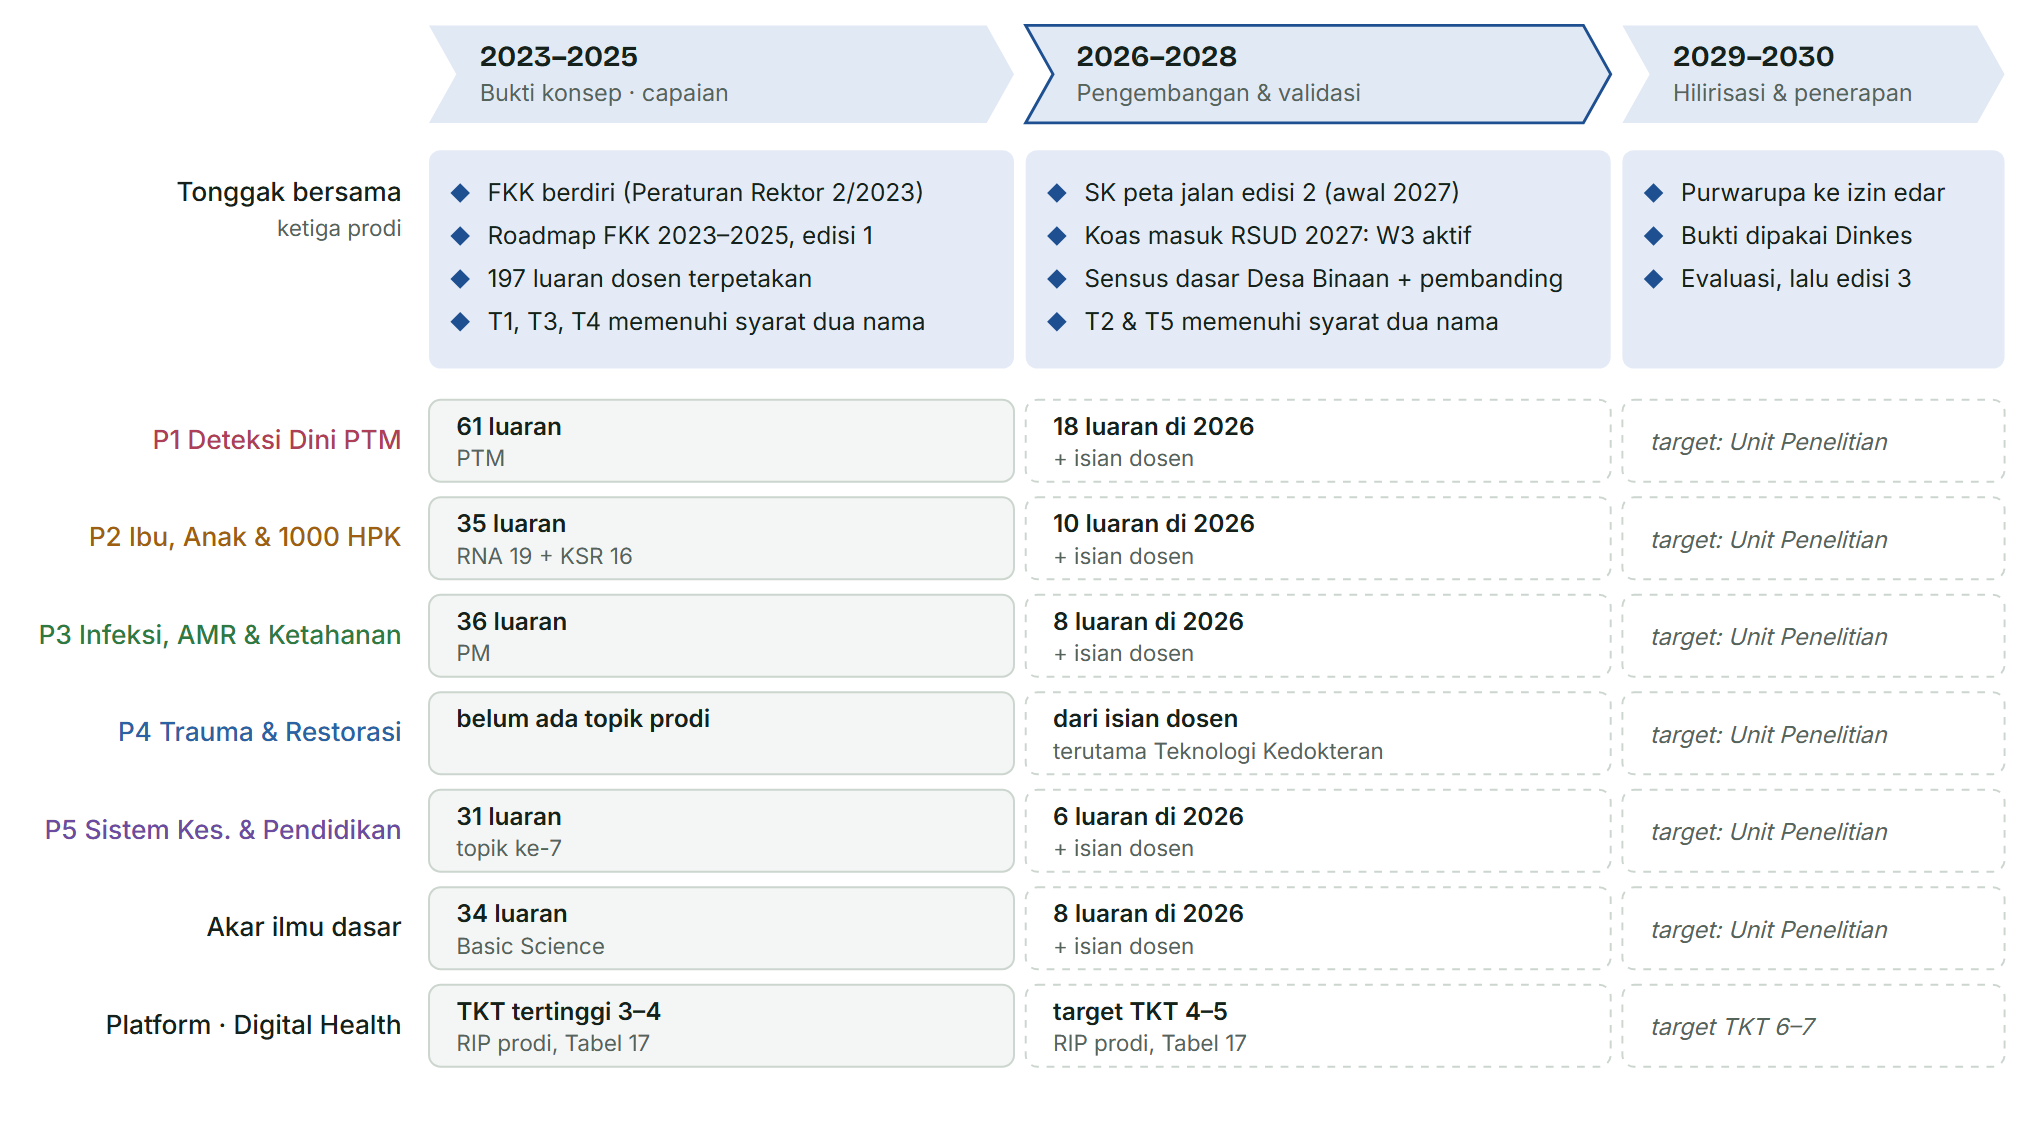 2023–2025
Bukti konsep · capaian
2026–2028
Pengembangan & validasi
2029–2030
Hilirisasi & penerapan
Tonggak bersama
ketiga prodi
FKK berdiri (Peraturan Rektor 2/2023)
Roadmap FKK 2023–2025, edisi 1
197 luaran dosen terpetakan
T1, T3, T4 memenuhi syarat dua nama
SK peta jalan edisi 2 (awal 2027)
Koas masuk RSUD 2027: W3 aktif
Sensus dasar Desa Binaan + pembanding
T2 & T5 memenuhi syarat dua nama
Purwarupa ke izin edar
Bukti dipakai Dinkes
Evaluasi, lalu edisi 3
P1 Deteksi Dini PTM
61 luaran
PTM
18 luaran di 2026
+ isian dosen
target: Unit Penelitian
P2 Ibu, Anak & 1000 HPK
35 luaran
RNA 19 + KSR 16
10 luaran di 2026
+ isian dosen
target: Unit Penelitian
P3 Infeksi, AMR & Ketahanan
36 luaran
PM
8 luaran di 2026
+ isian dosen
target: Unit Penelitian
P4 Trauma & Restorasi
belum ada topik prodi
dari isian dosen
terutama Teknologi Kedokteran
target: Unit Penelitian
P5 Sistem Kes. & Pendidikan
31 luaran
topik ke-7
6 luaran di 2026
+ isian dosen
target: Unit Penelitian
Akar ilmu dasar
34 luaran
Basic Science
8 luaran di 2026
+ isian dosen
target: Unit Penelitian
Platform · Digital Health
TKT tertinggi 3–4
RIP prodi, Tabel 17
target TKT 4–5
RIP prodi, Tabel 17
target TKT 6–7